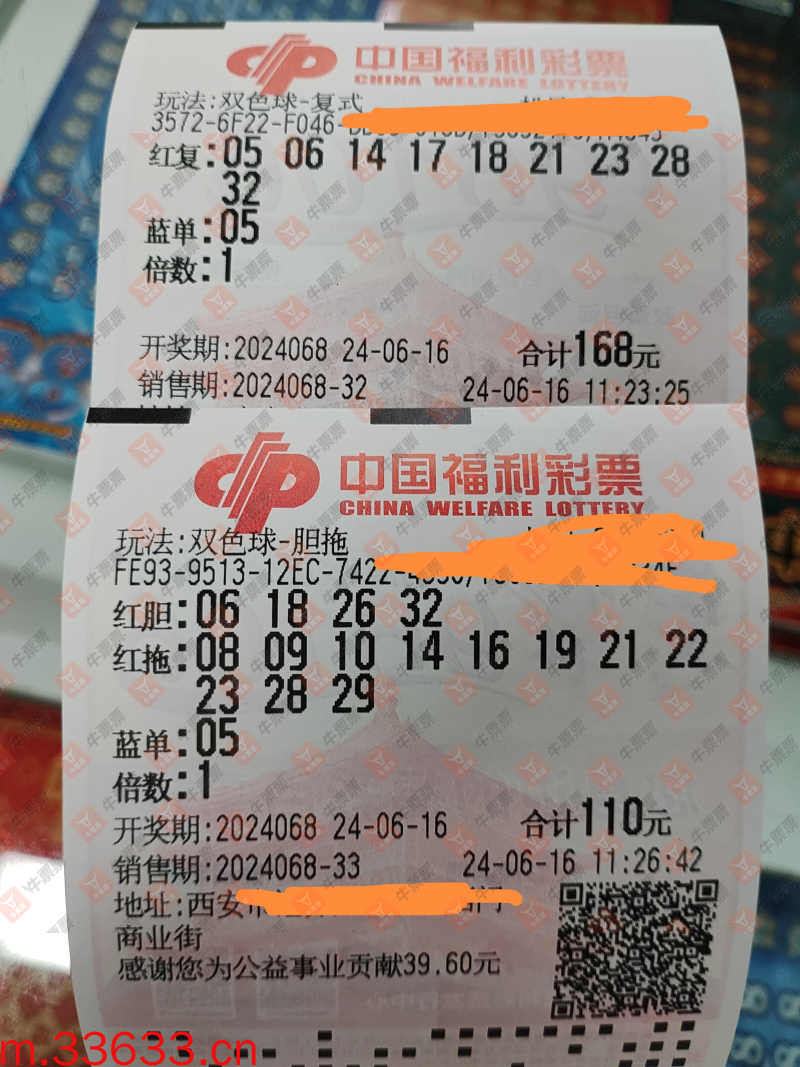 中国福利彩票
CHINA WELFARE LOTTERY
玩法:双色球-复式
3572-6F22-F046-
红复:05 06 14 17 18 21 23 28
32
蓝单:05
倍数:1
开奖期:2024068 24-06-16 合计168元
销售期:2024068-32 24-06-16 11:23:25
中国福利彩票
CHINA WELFARE LOTTERY
玩法:双色球-胆拖
FE93-9513-12EC-7422-
红胆:06 18 26 32
红拖:08 09 10 14 16 19 21 22
23 28 29
蓝单:05
倍数:1
开奖期:2024068 24-06-16 合计110元
销售期:2024068-33 24-06-16 11:26:42
地址:西安
商业街
感谢您为公益事业贡献39.60元
牛票票
m.33633.cn